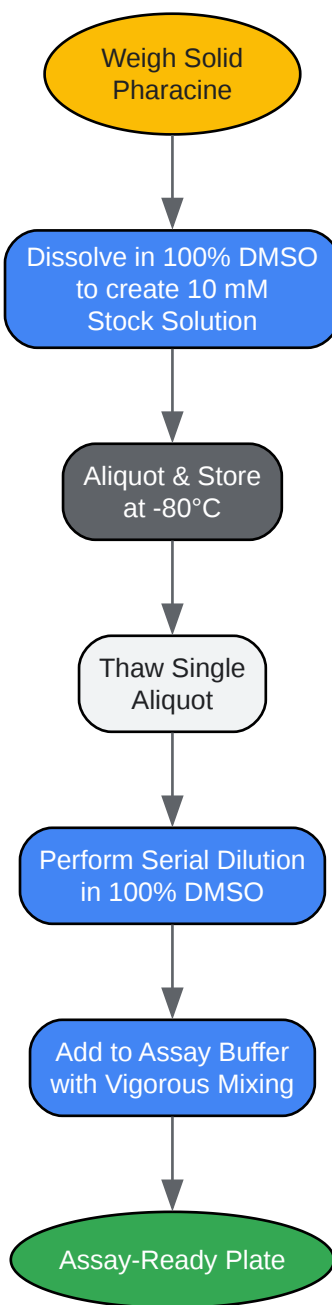 Weigh Solid
Pharacine
Dissolve in 100% DMSO
to create 10 mM
Stock Solution
Aliquot & Store
at -80°C
Thaw Single
Aliquot
Perform Serial Dilution
in 100% DMSO
Add to Assay Buffer
with Vigorous Mixing
Assay-Ready Plate